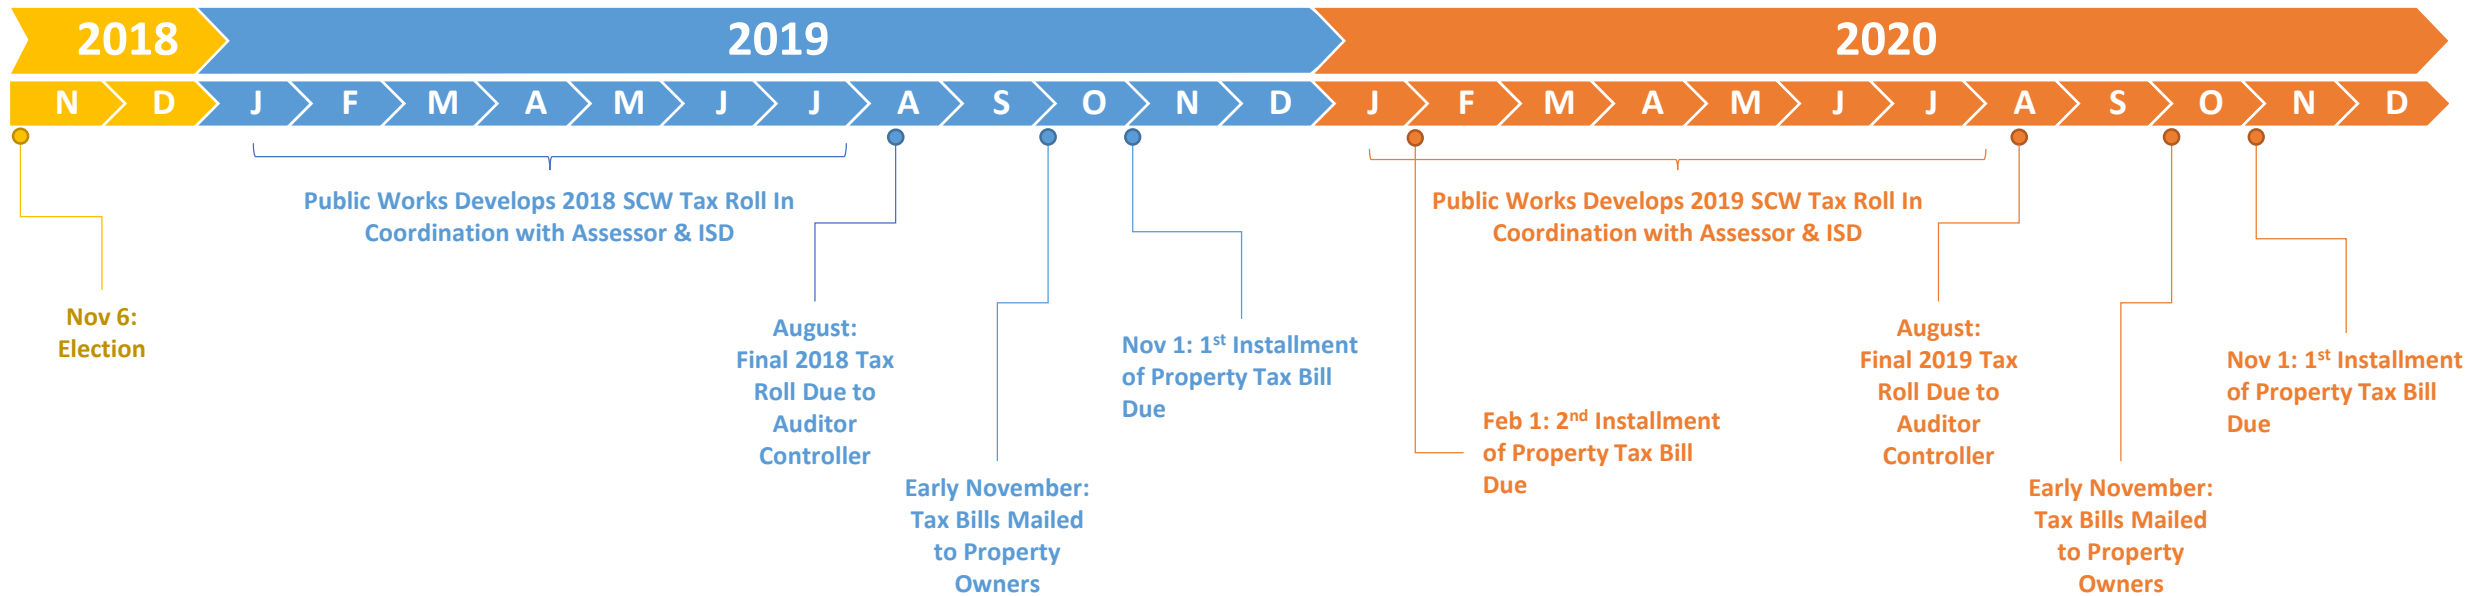 2018
2019
2020
N D J F M A M J J A S O N D J F M A M J J A S O N D
Public Works Develops 2018 SCW Tax Roll In
Coordination with Assessor & ISD
Public Works Develops 2019 SCW Tax Roll In
Coordination with Assessor & ISD
Nov 6:
Election
August:
Final 2018 Tax
Roll Due to
Auditor
Controller
Early November:
Tax Bills Mailed
to Property
Owners
Nov 1: 1st Installment
of Property Tax Bill
Due
Feb 1: 2nd Installment
of Property Tax Bill
Due
August:
Final 2019 Tax
Roll Due to
Auditor
Controller
Early November:
Tax Bills Mailed
to Property
Owners
Nov 1: 1st Installment
of Property Tax Bill
Due